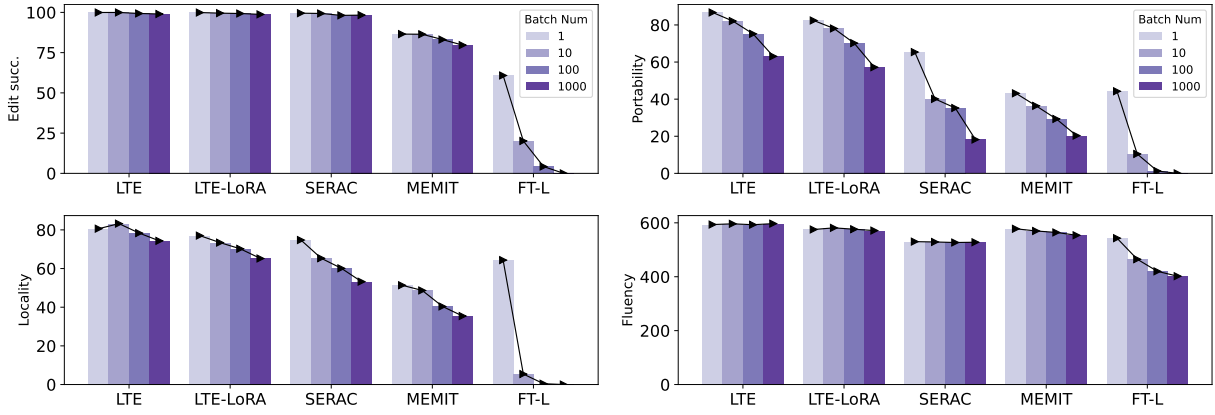 Edit succ.
100
75
50
25
0
Batch Num
1
10
100
1000
LTE
LTE-LoRA
SERAC
MEMIT
FT-L
Portability
80
60
40
20
0
Batch Num
1
10
100
1000
LTE
LTE-LoRA
SERAC
MEMIT
FT-L
Locality
80
60
40
20
0
LTE
LTE-LoRA
SERAC
MEMIT
FT-L
Fluency
600
400
200
0
LTE
LTE-LoRA
SERAC
MEMIT
FT-L